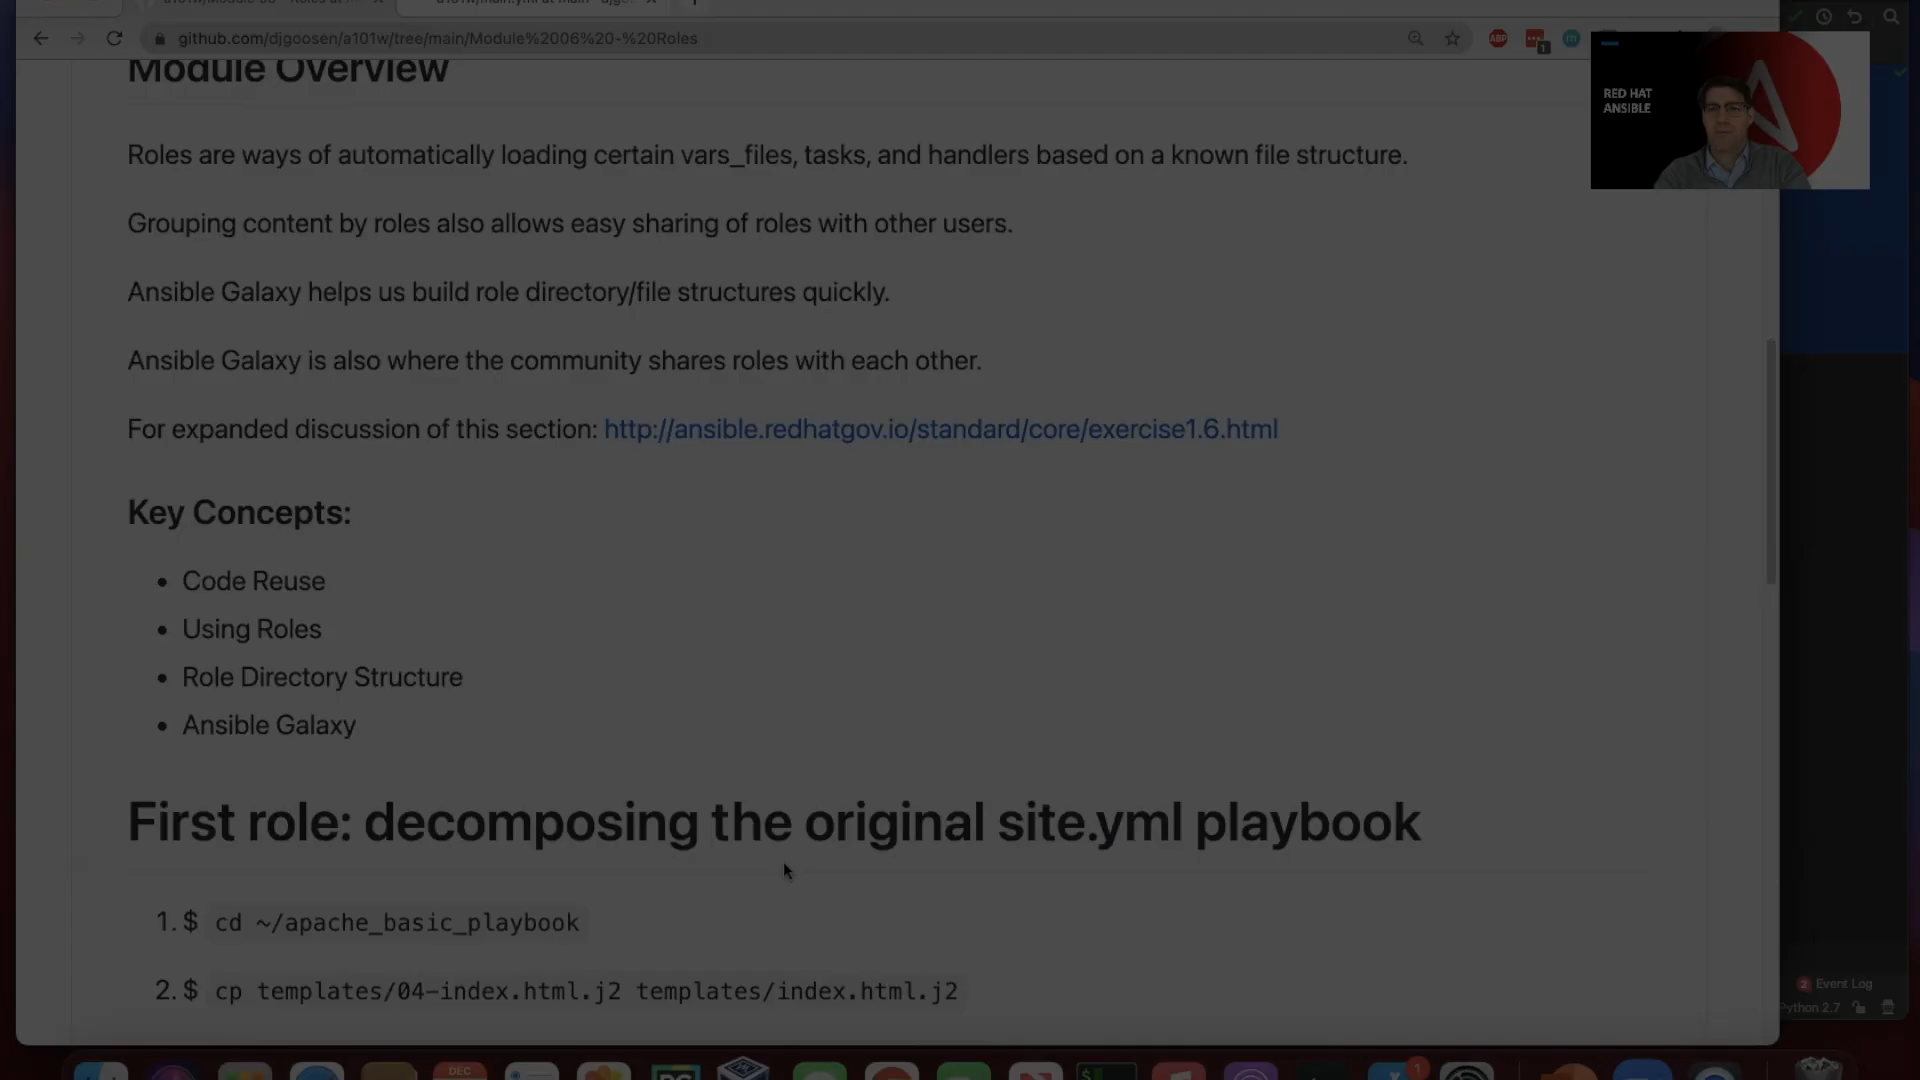 github.com/djgoosen/a101w/tree/main/Module%2006%20-%20Roles
ABP
1
m
RED HAT
ANSIBLE
Module Overview
Roles are ways of automatically loading certain vars_files, tasks, and handlers based on a known file structure.
Grouping content by roles also allows easy sharing of roles with other users.
Ansible Galaxy helps us build role directory/file structures quickly.
Ansible Galaxy is also where the community shares roles with each other.
For expanded discussion of this section: http://ansible.redhatgov.io/standard/core/exercise1.6.html
Key Concepts:
• Code Reuse
• Using Roles
• Role Directory Structure
• Ansible Galaxy
First role: decomposing the original site.yml playbook
1. $ cd ~/apache_basic_playbook
2. $ cp templates/04-index.html.j2 templates/index.html.j2
2 Event Log
Python 2.7
DEC
$
1